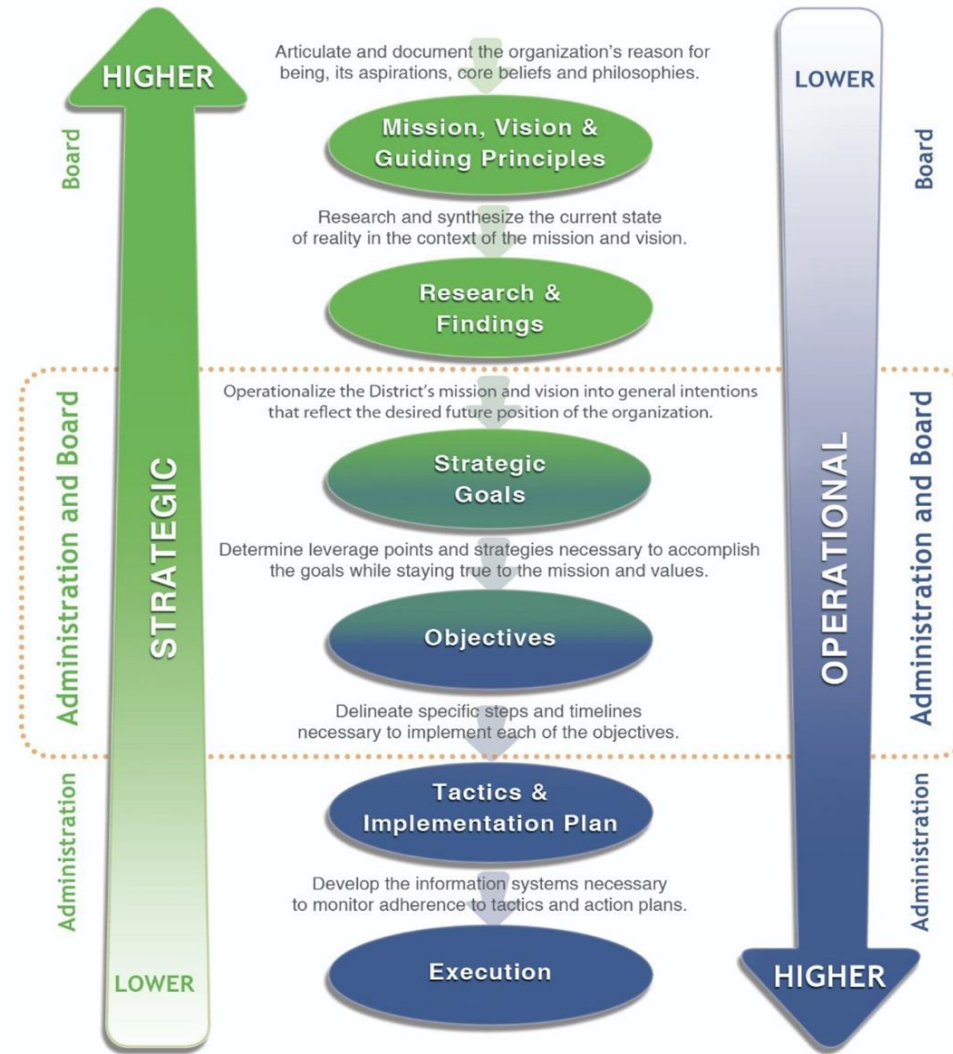 HIGHER
STRATEGIC
LOWER
Board
Administration and Board
Administration
Articulate and document the organization's reason for
being, its aspirations, core beliefs and philosophies.
Mission, Vision &
Guiding Principles
Research and synthesize the current state
of reality in the context of the mission and vision.
Research &
Findings
Operationalize the District's mission and vision into general intentions
that reflect the desired future position of the organization.
Strategic
Goals
Determine leverage points and strategies necessary to accomplish
the goals while staying true to the mission and values.
Objectives
Delineate specific steps and timelines
necessary to implement each of the objectives.
Tactics &
Implementation Plan
Develop the information systems necessary
to monitor adherence to tactics and action plans.
Execution
LOWER
OPERATIONAL
HIGHER
Board
Administration and Board
Administration